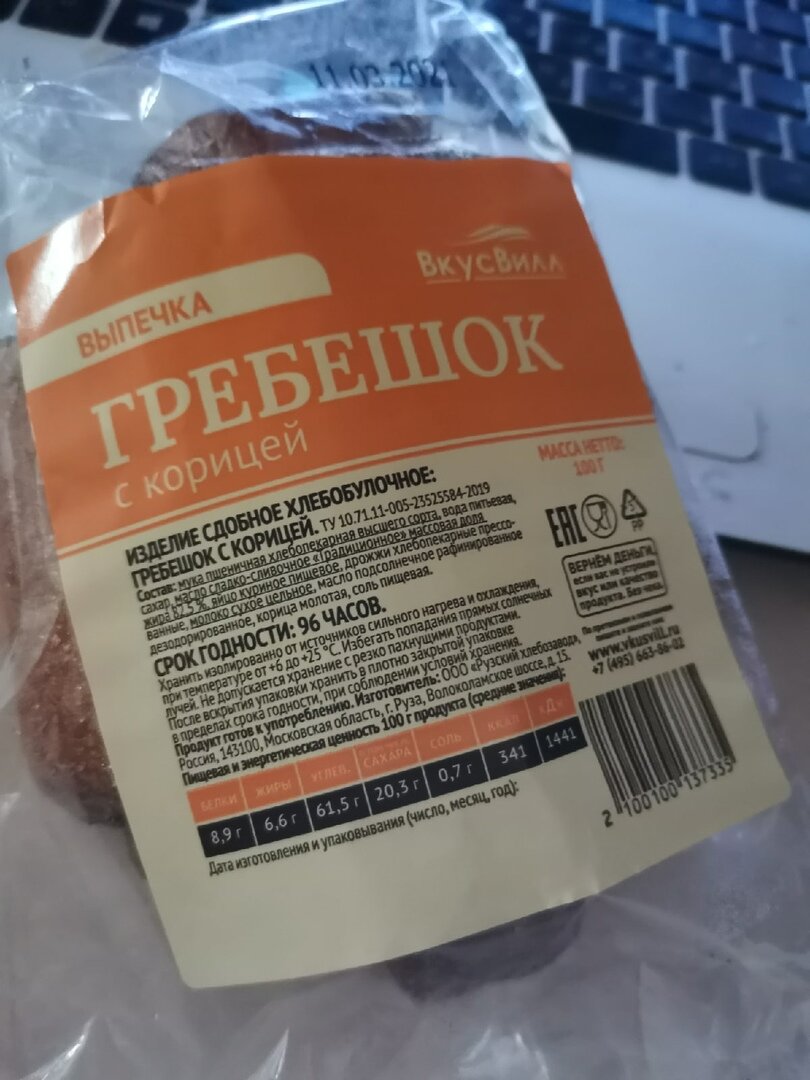 11.03.2021
ВкусВилл
ВЫПЕЧКА
ГРЕБЕШОК
с корицей
МАССА НЕТТО:
100 Г
ИЗДЕЛИЕ СДОБНОЕ ХЛЕБОБУЛОЧНОЕ:
ГРЕБЕШОК С КОРИЦЕЙ. ТУ 10.71.11-005-23525584-2019
Состав: мука пшеничная хлебопекарная высшего сорта, вода питьевая,
сахар, масло сладко-сливочное «Традиционное» массовая доля
жира 82,5 %, яйцо куриное пищевое, дрожжи хлебопекарные прессо-
ванные, молоко сухое цельное, масло подсолнечное рафинированное
дезодорированное, корица молотая, соль пищевая.
СРОК ГОДНОСТИ: 96 ЧАСОВ.
Хранить изолированно от источников сильного нагрева и охлаждения,
при температуре от +6 до +25 °С. Избегать попадания прямых солнечных
лучей. Не допускается хранение с резко пахнущими продуктами.
После вскрытия упаковки хранить в плотно закрытой упаковке
в пределах срока годности, при соблюдении условий хранения.
Продукт готов к употреблению. Изготовитель: ООО «Рузский хлебозавод»,
Россия, 143100, Московская область, г. Руза, Волоколамское шоссе, д. 15.
Пищевая и энергетическая ценность 100 г продукта (средние значения):
БЕЛКИ ЖИРЫ УГЛЕВ. САХАРА СОЛЬ ККАЛ КДЖ
8,9 г 6,6 г 61,5 г 20,3 г 0,7 г 341 1441
Дата изготовления и упаковывания (число, месяц, год):
EAC
PP
ВЕРНЁМ ДЕНЬГИ,
если вас не устроили
вкус или качество
продукта. Без чека.
www.vkusvill.ru
+7 (495) 663-86-02
2 100100 137335